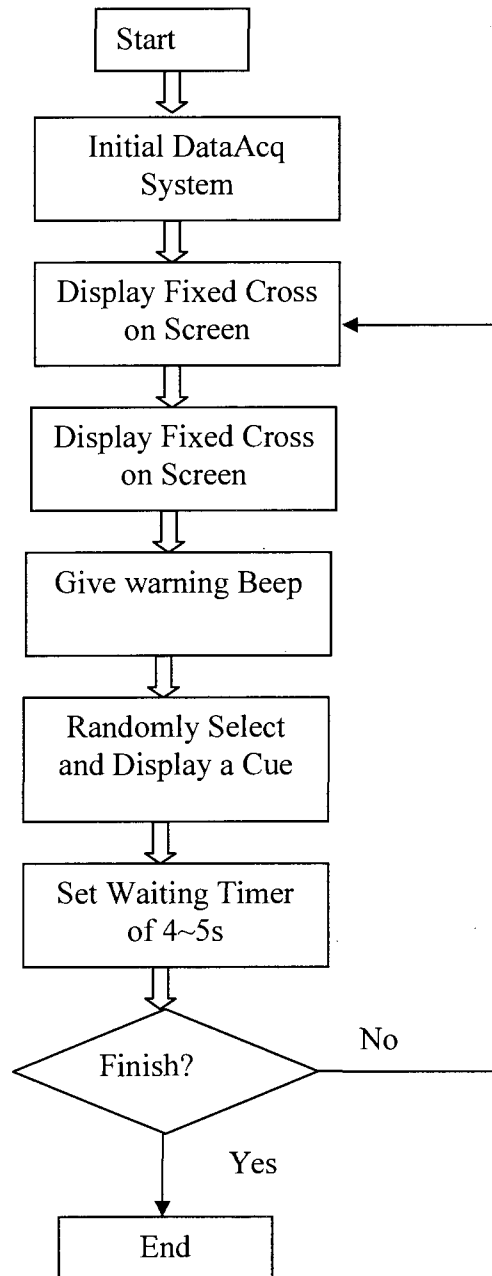 Start
Initial DataAcq
System
Display Fixed Cross
on Screen
Display Fixed Cross
on Screen
Give warning Beep
Randomly Select
and Display a Cue
Set Waiting Timer
of 4~5s
Finish?
No
Yes
End